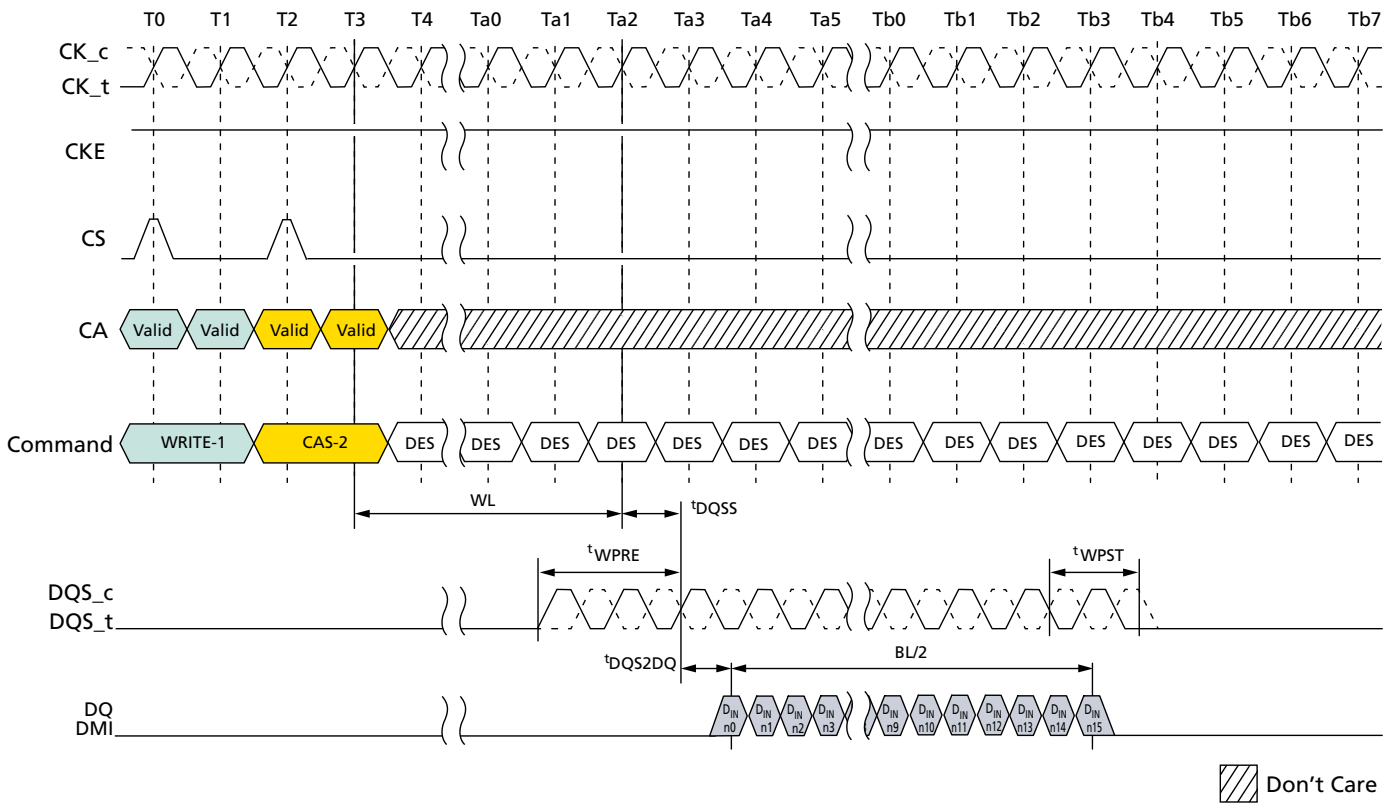 T0 T1 T2 T3 T4 Ta0 Ta1 Ta2 Ta3 Ta4 Ta5 Tb0 Tb1 Tb2 Tb3 Tb4 Tb5 Tb6 Tb7
CK_c
CK_t
CKE
CS
CA Valid Valid Valid Valid
Command WRITE-1 CAS-2 DES DES DES DES DES DES DES DES DES DES DES DES DES DES DES
WL tDQSS
tWPRE tWPST
DQS_c
DQS_t
tDQS2DQ BL/2
DQ DIN DIN DIN DIN DIN DIN DIN DIN DIN DIN DIN
DMI n0 n1 n2 n3 n9 n10 n11 n12 n13 n14 n15
Don't Care